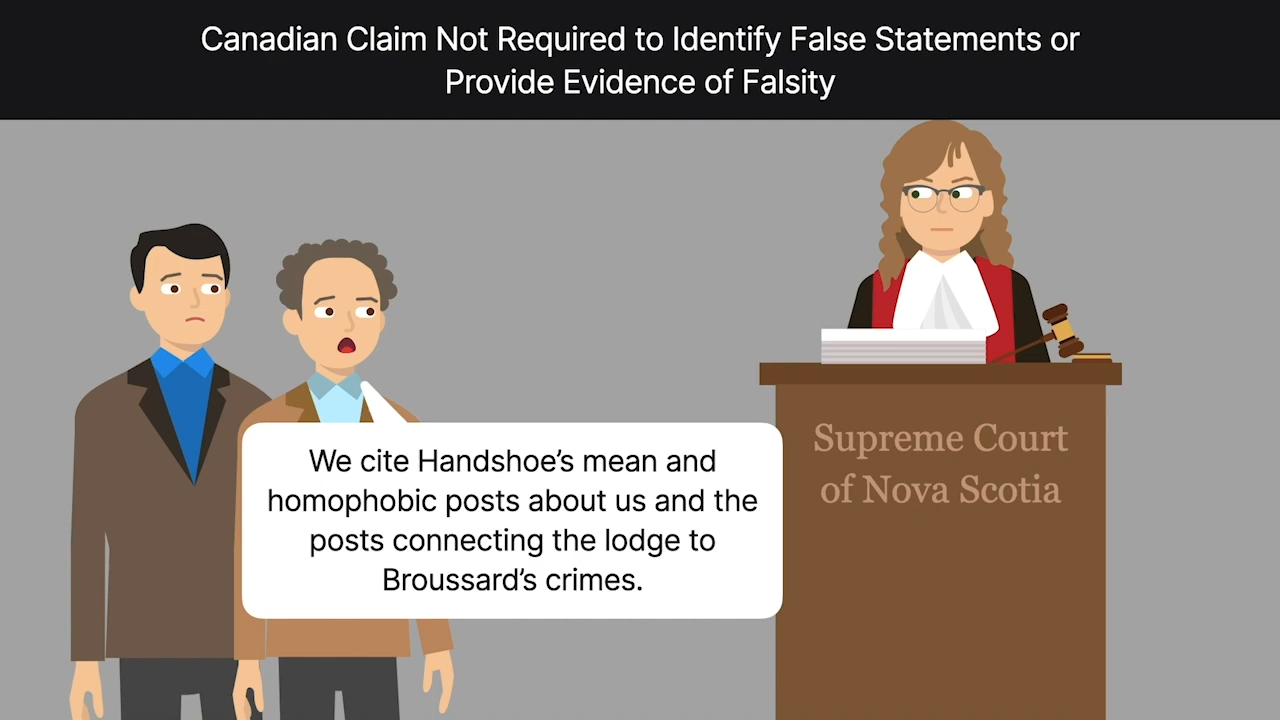 Canadian Claim Not Required to Identify False Statements or
Provide Evidence of Falsity
We cite Handshoe’s mean and
homophobic posts about us and the
posts connecting the lodge to
Broussard’s crimes.
Supreme Court
of Nova Scotia